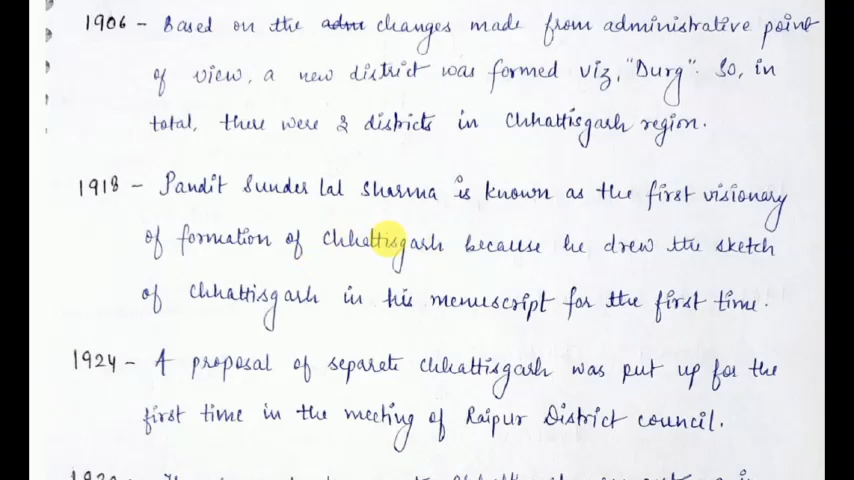 1906 - Based on the changes made from administrative point
of view, a new district was formed viz, "Durg". So, in
total, there were 3 districts in Chhattisgarh region.
1918 - Pandit Sunder lal Sharma is known as the first visionary
of formation of Chhattisgarh because he drew the sketch
of Chhattisgarh in his menuscript for the first time.
1924 - A proposal of separate Chhattisgarh was put up for the
first time in the meeting of Raipur District council.